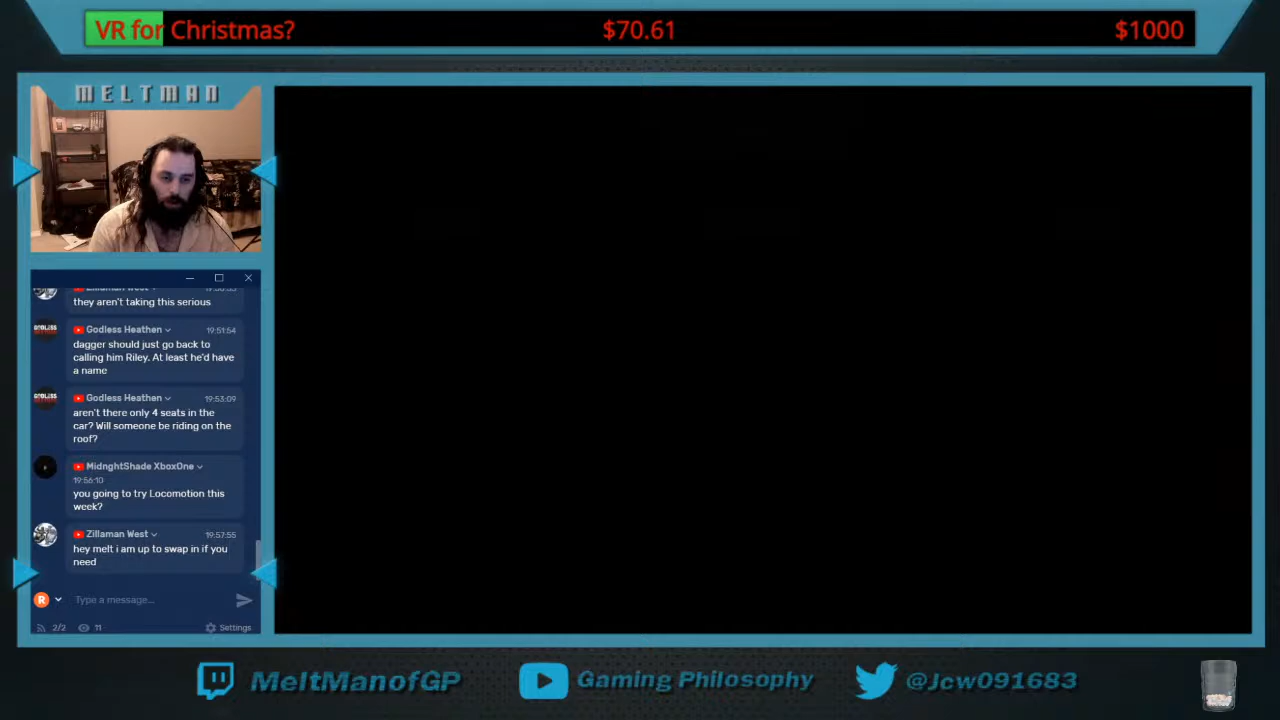 VR for Christmas?
$70.61
$1000
MELTMAN
they aren't taking this serious
Godless Heathen
19:51:54
dagger should just go back to
calling him Riley. At least he'd have
a name
Godless Heathen
19:53:09
aren't there only 4 seats in the
car? Will someone be riding on the
roof?
MidnghtShade XboxOne
19:56:10
you going to try Locomotion this
week?
Zillaman West
19:57:55
hey melt i am up to swap in if you
need
R
Type a message...
2/2
11
Settings
MeltManofGP
Gaming Philosophy
@Jcw091683